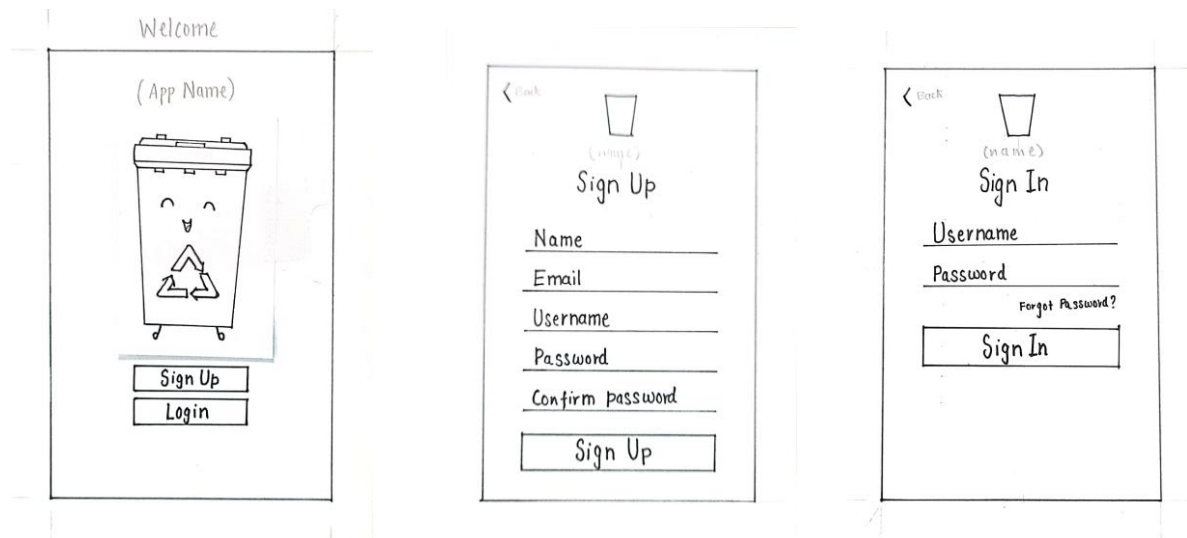 Welcome
(App Name)
Sign Up
Login
Back
(name)
Sign Up
Name
Email
Username
Password
Confirm password
Sign Up
Back
(name)
Sign In
Username
Password
Forgot Password?
Sign In